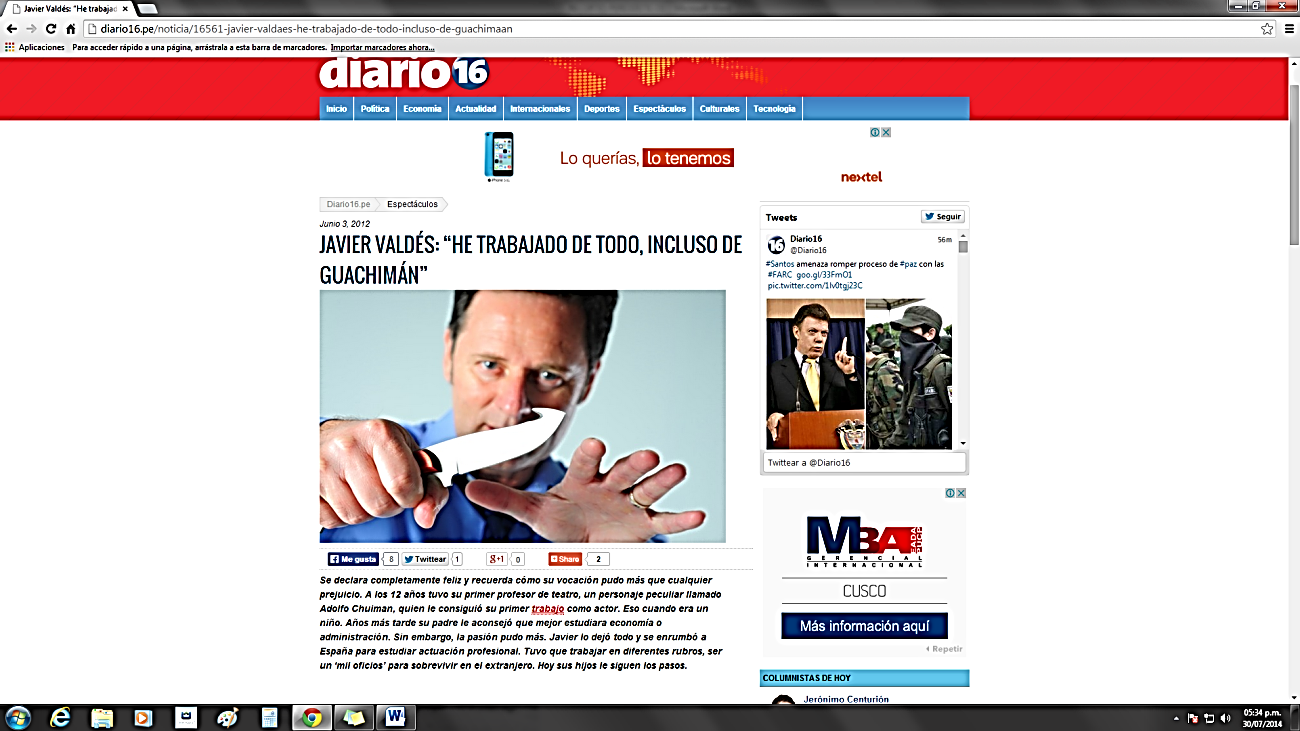 Javier Valdés: "He trabajad
diario16.pe/noticia/16561-javier-valdaes-he-trabajado-de-todo-incluso-de-guachimaan
Aplicaciones Para acceder rápido a una página, arrástrala a esta barra de marcadores. Importar marcadores ahora...
diario16
Inicio Política Economía Actualidad Internacionales Deportes Espectáculos Culturales Tecnología
Lo querías, lo tenemos
nextel
Diario16.pe Espectáculos
Junio 3, 2012
JAVIER VALDÉS: “HE TRABAJADO DE TODO, INCLUSO DE
GUACHIMÁN”
Me gusta 8 Twittear 1 g+1 0 Share 2
Se declara completamente feliz y recuerda cómo su vocación pudo más que cualquier
prejuicio. A los 12 años tuvo su primer profesor de teatro, un personaje peculiar llamado
Adolfo Chuiman, quien le consiguió su primer trabajo como actor. Eso cuando era un
niño. Años más tarde su padre le aconsejó que mejor estudiara economía o
administración. Sin embargo, la pasión pudo más. Javier lo dejó todo y se enrumbó a
España para estudiar actuación profesional. Tuvo que trabajar en diferentes rubros, ser
un ‘mil oficios’ para sobrevivir en el extranjero. Hoy sus hijos le siguen los pasos.
Tweets Seguir
16 Diario16 56m
@Diario16
#Santos amenaza romper proceso de #paz con las
#FARC goo.gl/33FmO1
pic.twitter.com/1lv0tgj23C
Twittear a @Diario16
MBA EADA PUCP
GERENCIAL
INTERNACIONAL
CUSCO
Más información aquí
Repetir
COLUMNISTAS DE HOY
Jerónimo Centurión
05:34 p.m.
30/07/2014